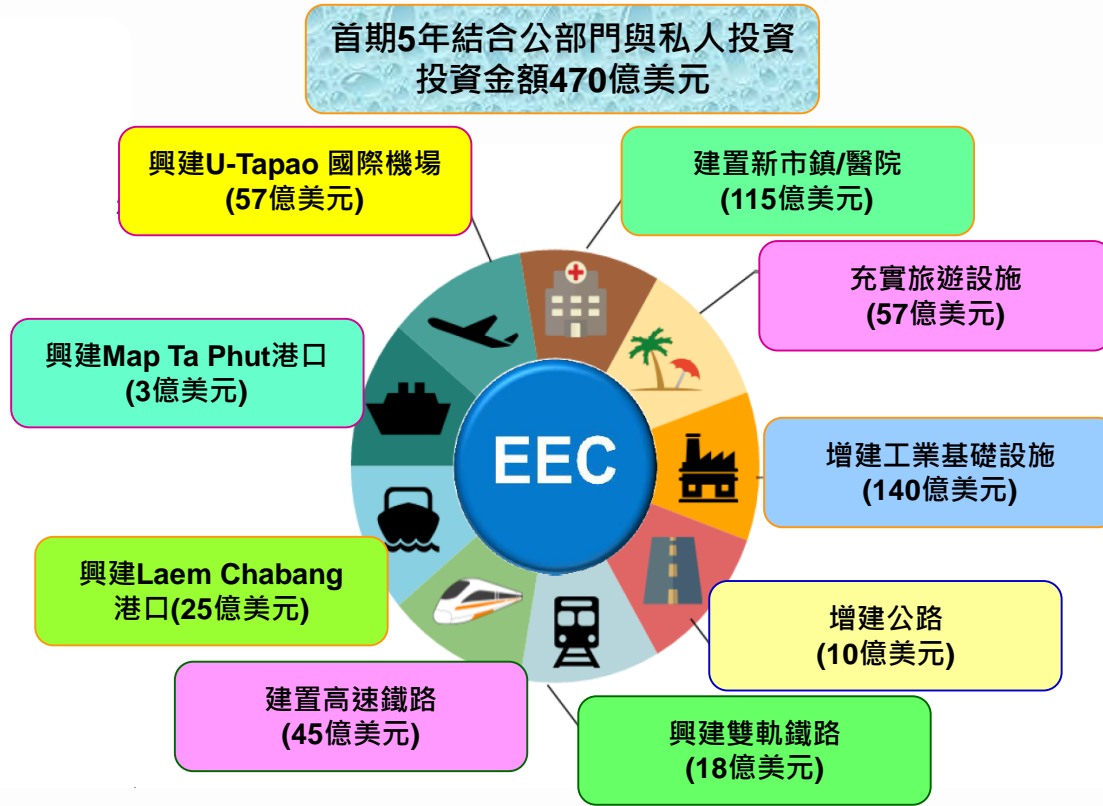 首期5年結合公部門與私人投資
投資金額470億美元
興建U-Tapao 國際機場
(57億美元)
建置新市鎮/醫院
(115億美元)
充實旅遊設施
(57億美元)
興建Map Ta Phut港口
(3億美元)
EEC
增建工業基礎設施
(140億美元)
興建Laem Chabang
港口(25億美元)
增建公路
(10億美元)
建置高速鐵路
(45億美元)
興建雙軌鐵路
(18億美元)